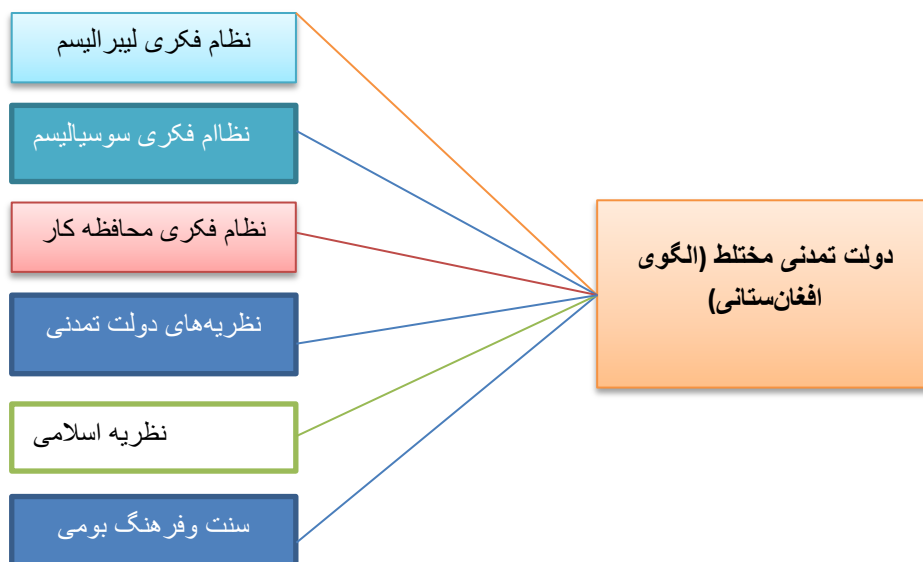 نظام فکری لیبرالیسم
نظاام فکری سوسیالیسم
نظام فکری محافظه کار
نظریه‌های دولت تمدنی
نظریه اسلامی
سنت وفرهنگ بومی
دولت تمدنی مختلط (الگوی
افغان‌ستانی)